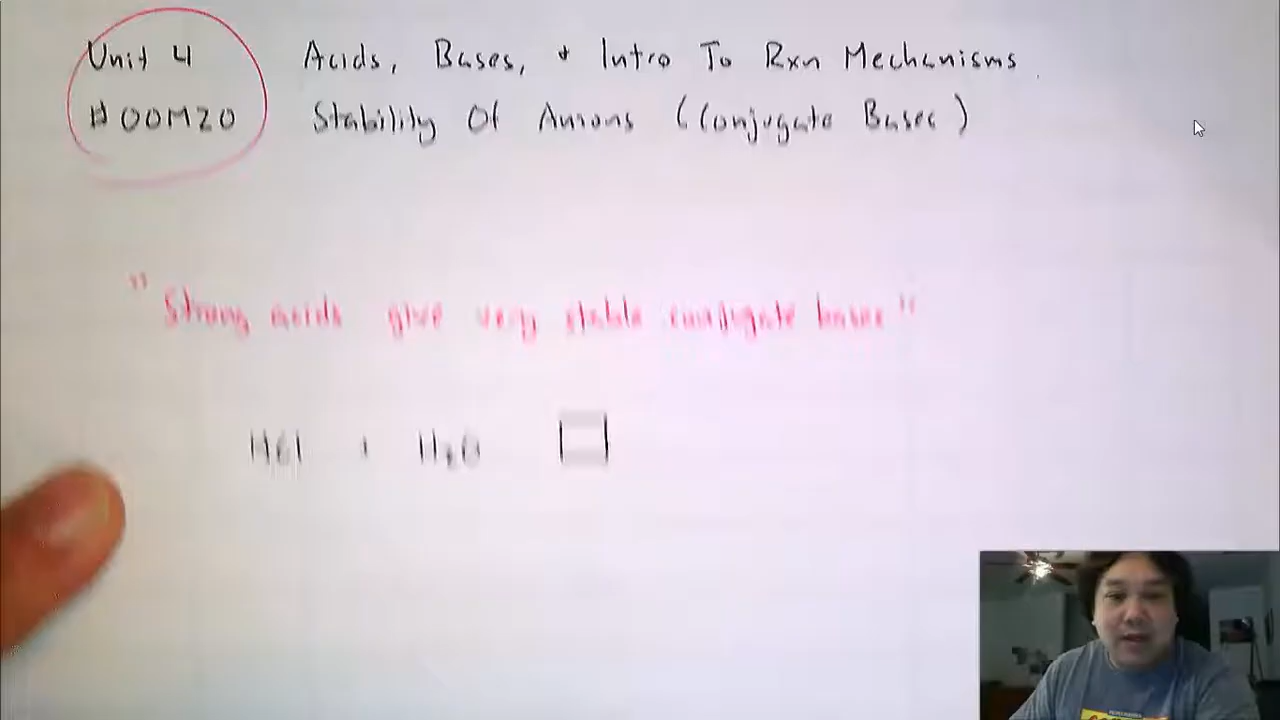 Unit 4 Acids, Bases, + Intro To Rxn Mechanisms
#00M20 Stability Of Anions (Conjugate Bases)
"Strong acids give very stable conjugate bases"
HCl + H₂O